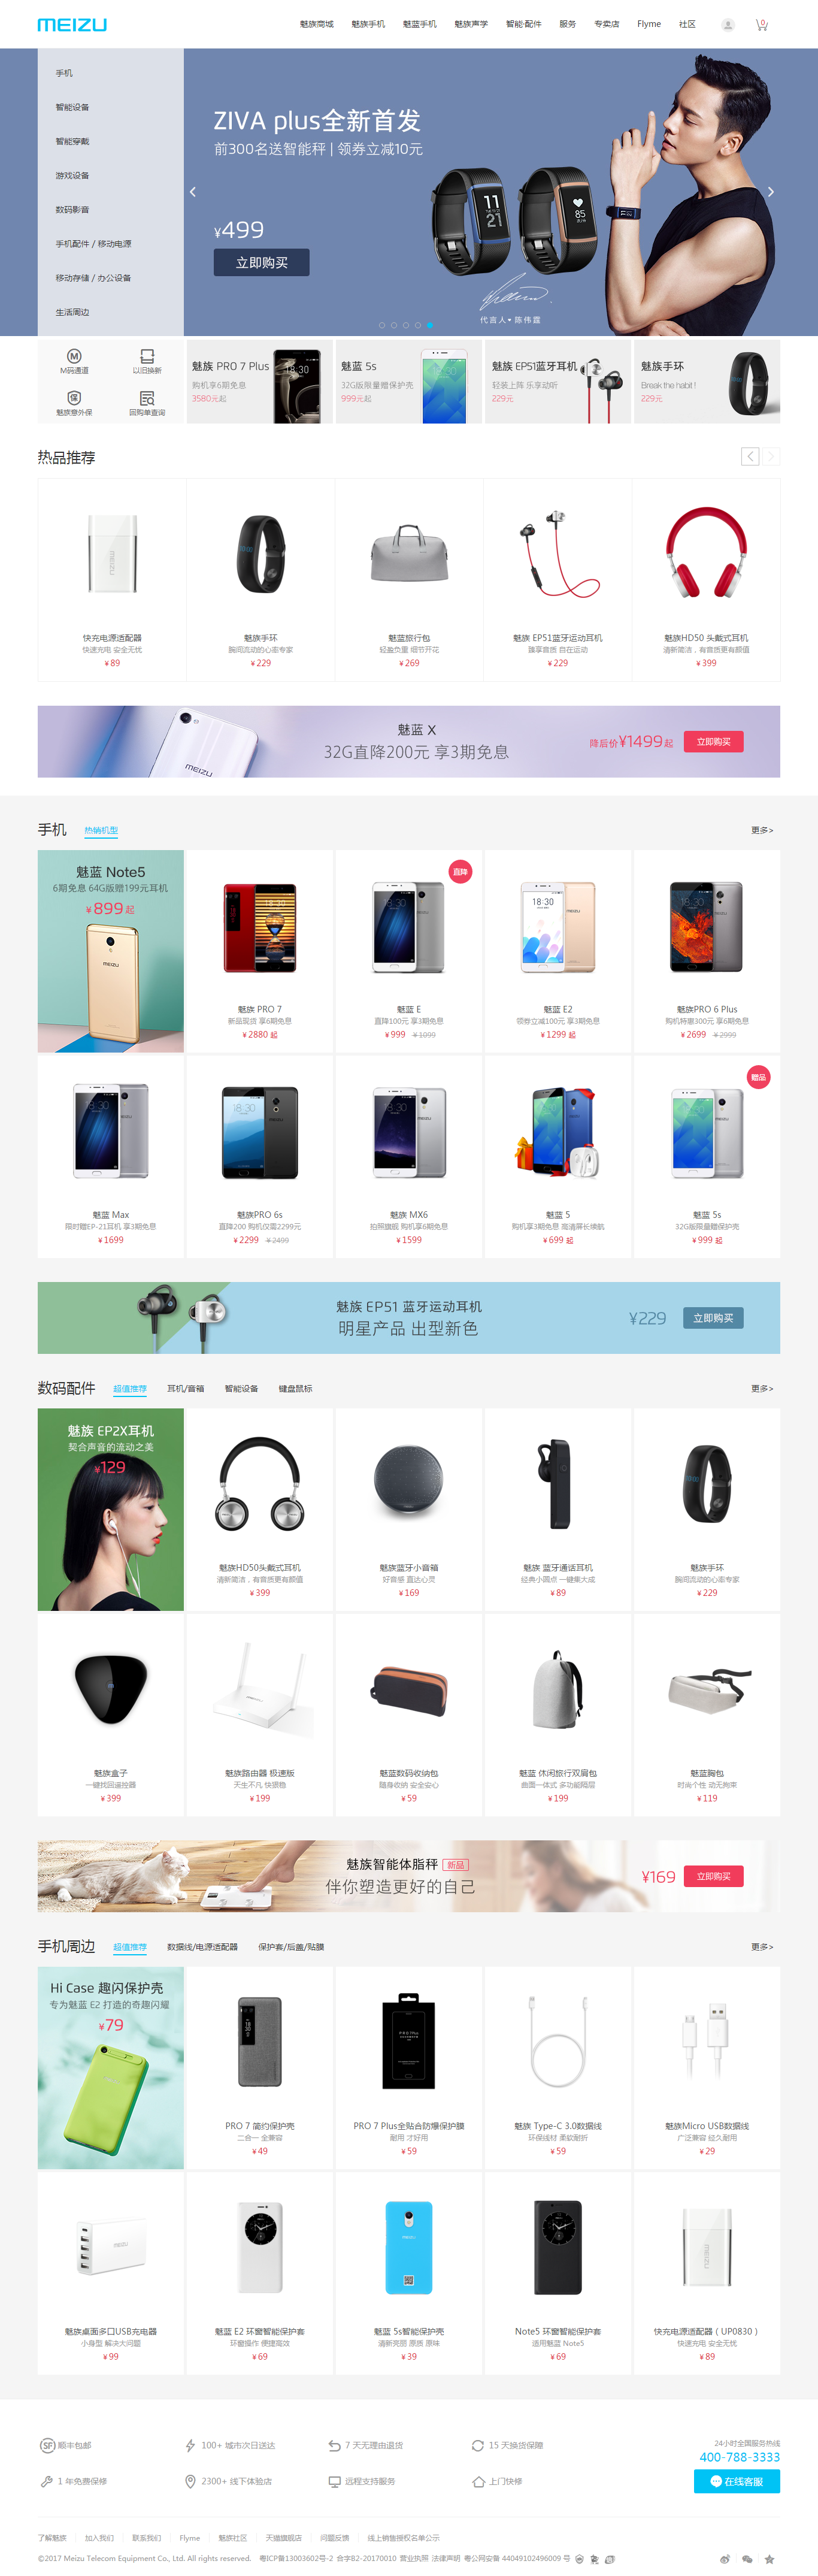 MEIZU
魅族商城 魅族手机 魅蓝手机 魅族声学 智能·配件 服务 专卖店 Flyme 社区 0
手机
智能设备
智能穿戴
游戏设备
数码影音
手机配件 / 移动电源
移动存储 / 办公设备
生活周边
ZIVA plus全新首发
前300名送智能秤 | 领券立减10元
¥499
立即购买
代言人 • 陈伟霆
M码通道 以旧换新
魅族意外保 回购单查询
魅族 PRO 7 Plus
购机享6期免息
3580元起
魅蓝 5s
32G版限量赠保护壳
999元起
魅族 EP51蓝牙耳机
轻装上阵 乐享动听
229元
魅族手环
Break the habit !
229元
热品推荐
快充电源适配器
快速充电 安全无忧
¥ 89
魅族手环
腕间流动的心率专家
¥ 229
魅蓝旅行包
轻盈负重 细节开花
¥ 269
魅族 EP51蓝牙运动耳机
臻享音质 自在运动
¥ 229
魅族HD50 头戴式耳机
清新简洁，有音质更有颜值
¥ 399
魅蓝 X
32G直降200元 享3期免息
降后价¥1499起 立即购买
手机 热销机型 更多>
魅蓝 Note5
6期免息 64G版赠199元耳机
¥899起
魅族 PRO 7
新品现货 享6期免息
¥ 2880 起
直降
魅蓝 E
直降100元 享3期免息
¥ 999 ¥ 1099
魅蓝 E2
领券立减100元 享3期免息
¥ 1299 起
魅族PRO 6 Plus
购机特惠300元 享6期免息
¥ 2699 ¥ 2999
魅蓝 Max
限时赠EP-21耳机 享3期免息
¥ 1699
魅族PRO 6s
直降200 购机仅需2299元
¥ 2299 ¥ 2499
魅族 MX6
拍照旗舰 购机享6期免息
¥ 1599
魅蓝 5
购机享3期免息 高清屏长续航
¥ 699 起
赠品
魅蓝 5s
32G版限量赠保护壳
¥ 999 起
魅族 EP51 蓝牙运动耳机
明星产品 出型新色
¥229 立即购买
数码配件 超值推荐 耳机/音箱 智能设备 键盘鼠标 更多>
魅族 EP2X耳机
契合声音的流动之美
¥129
魅族HD50头戴式耳机
清新简洁，有音质更有颜值
¥ 399
魅族蓝牙小音箱
好音感 直达心灵
¥ 169
魅族 蓝牙通话耳机
经典小圆点 一键集大成
¥ 89
魅族手环
腕间流动的心率专家
¥ 229
魅族盒子
一键找回遥控器
¥ 399
魅族路由器 极速版
天生不凡 快狠稳
¥ 199
魅蓝数码收纳包
随身收纳 安全安心
¥ 59
魅蓝 休闲旅行双肩包
曲面一体式 多功能隔层
¥ 199
魅蓝胸包
时尚个性 动无拘束
¥ 119
魅族智能体脂秤 新品
伴你塑造更好的自己
¥169 立即购买
手机周边 超值推荐 数据线/电源适配器 保护套/后盖/贴膜 更多>
Hi Case 趣闪保护壳
专为魅蓝 E2 打造的奇趣闪耀
¥79
PRO 7 简约保护壳
二合一 全兼容
¥ 49
PRO 7 Plus全贴合防爆保护膜
耐用 才好用
¥ 59
魅族 Type-C 3.0数据线
环保线材 柔软耐折
¥ 59
魅族Micro USB数据线
广泛兼容 经久耐用
¥ 29
魅族桌面多口USB充电器
小身型 解决大问题
¥ 99
魅蓝 E2 环窗智能保护套
环窗操作 便捷高效
¥ 69
魅蓝 5s智能保护壳
清新亮丽 原质 原味
¥ 39
Note5 环窗智能保护套
适用魅蓝 Note5
¥ 69
快充电源适配器（UP0830）
快速充电 安全无忧
¥ 89
顺丰包邮 100+ 城市次日送达 7 天无理由退货 15 天换货保障
1 年免费保修 2300+ 线下体验店 远程支持服务 上门快修
24小时全国服务热线
400-788-3333
在线客服
了解魅族 加入我们 联系我们 Flyme 魅族社区 天猫旗舰店 问题反馈 线上销售授权名单公示
©2017 Meizu Telecom Equipment Co., Ltd. All rights reserved. 粤ICP备13003602号-2 合字B2-20170010 营业执照 法律声明 粤公网安备 44049102496009 号